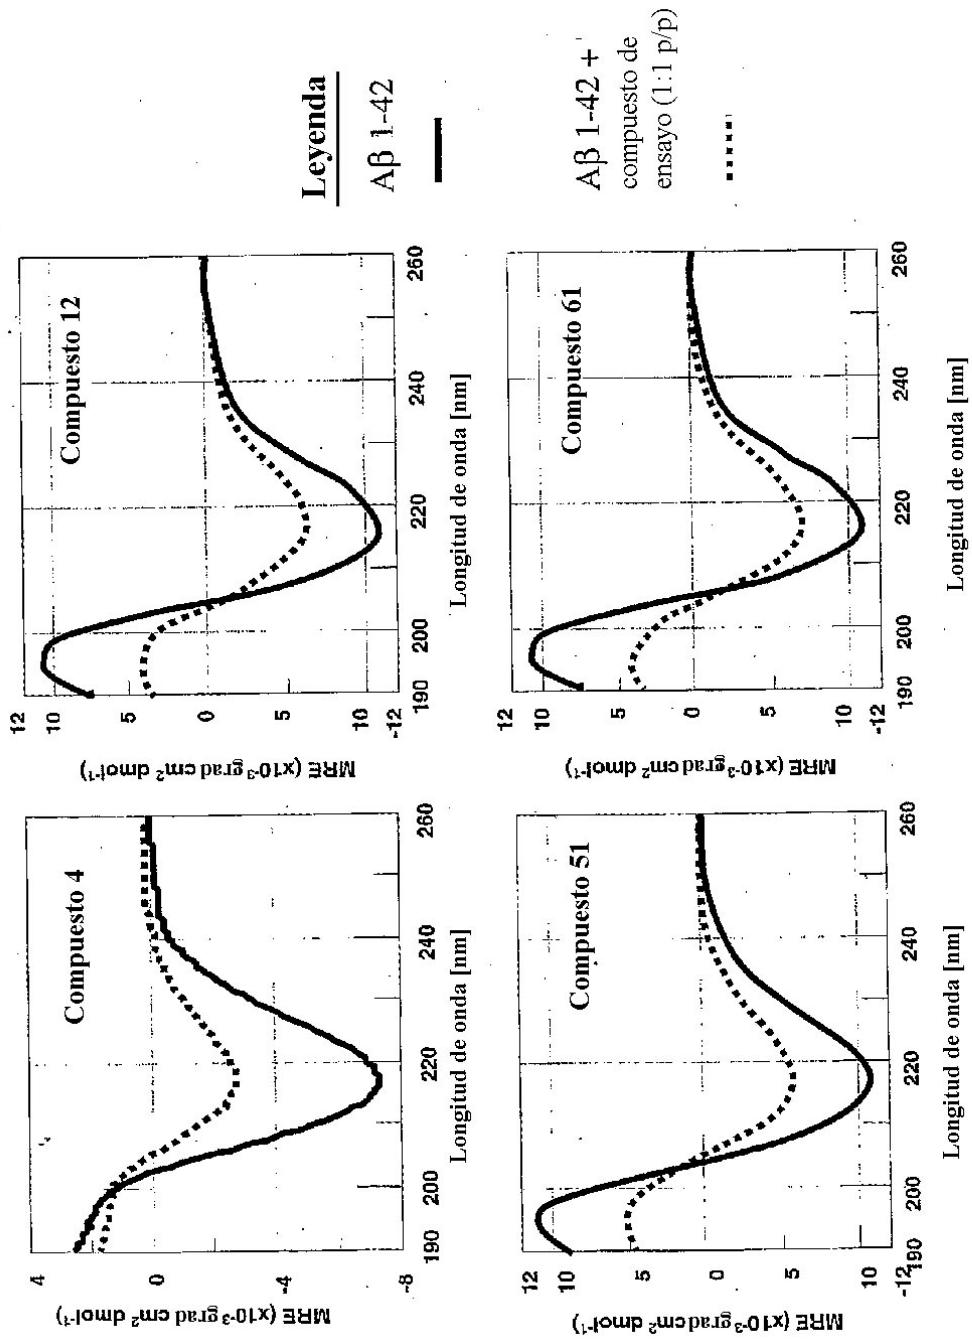 Compuesto 4
4
0
-4
-8
190
200
220
240
260
MRE (x10-3 grad cm² dmol-1)
Longitud de onda [nm]
Compuesto 12
12
10
5
0
5
10
-12
190
200
220
240
260
MRE (x10-3 grad cm² dmol-1)
Longitud de onda [nm]
Compuesto 51
12
10
5
0
5
10
-12
190
200
220
240
260
MRE (x10-3 grad cm² dmol-1)
Longitud de onda [nm]
Compuesto 61
12
10
5
0
5
10
-12
190
200
220
240
260
MRE (x10-3 grad cm² dmol-1)
Longitud de onda [nm]
Leyenda
Aβ 1-42
Aβ 1-42 +
compuesto de
ensayo (1:1 p/p)